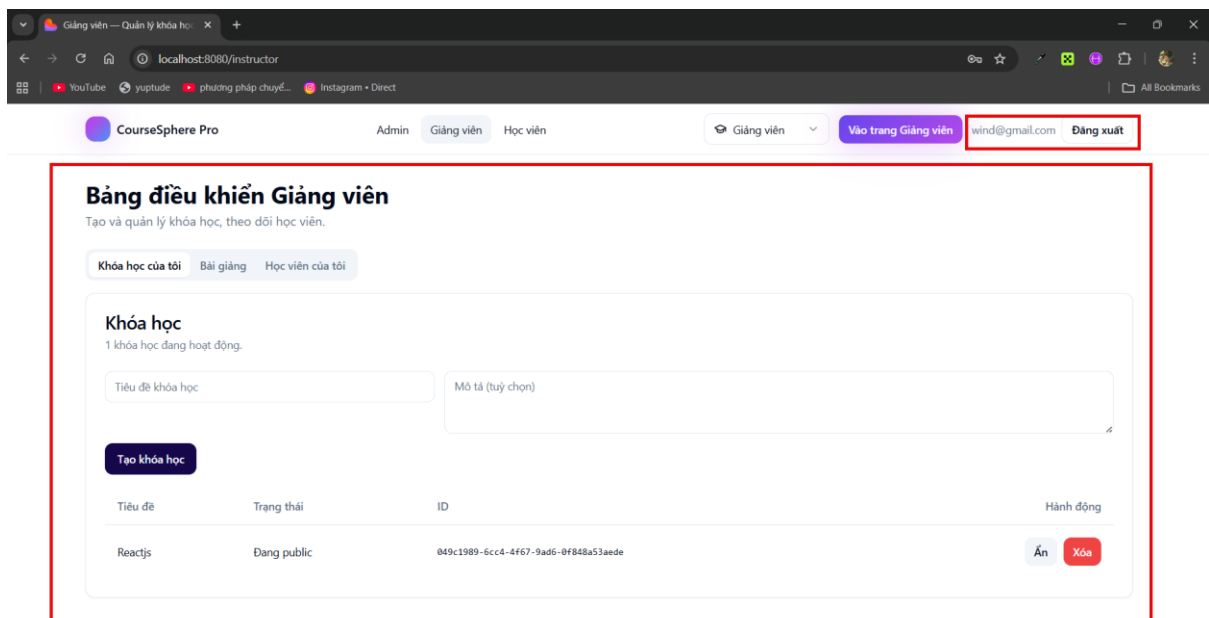 Giảng viên — Quản lý khóa học
localhost:8080/instructor
YouTube yuptude phương pháp chuyể... Instagram • Direct All Bookmarks
CourseSphere Pro Admin Giảng viên Học viên Giảng viên Vào trang Giảng viên wind@gmail.com Đăng xuất
Bảng điều khiển Giảng viên
Tạo và quản lý khóa học, theo dõi học viên.
Khóa học của tôi Bài giảng Học viên của tôi
Khóa học
1 khóa học đang hoạt động.
Tiêu đề khóa học Mô tả (tuỳ chọn)
Tạo khóa học
Tiêu đề Trạng thái ID Hành động
Reactjs Đang public 049c1989-6cc4-4f67-9ad6-0f848a53aede Ẩn Xóa